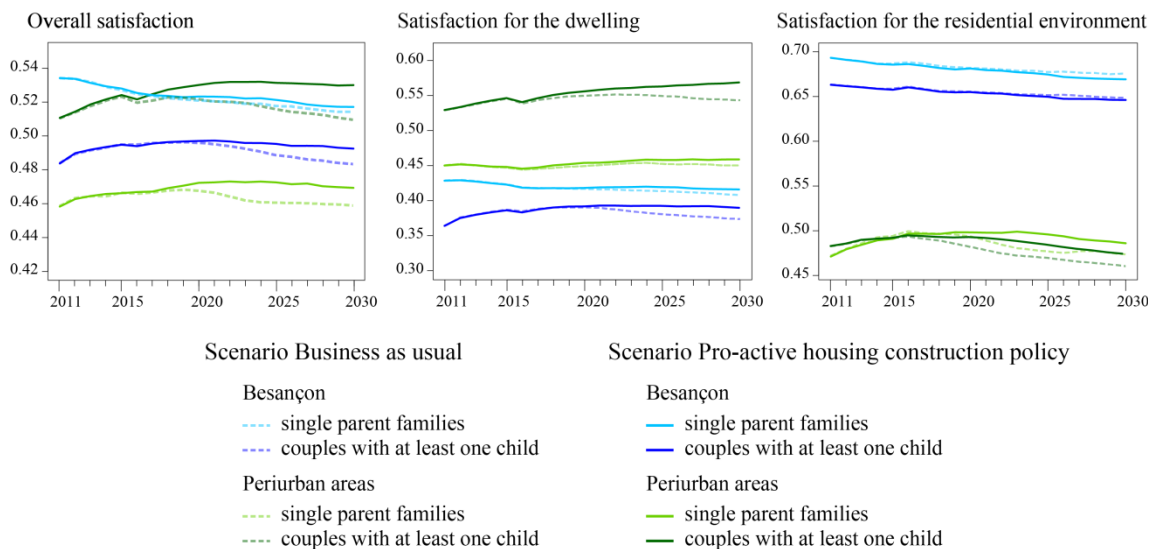 Overall satisfaction
0.54
0.52
0.50
0.48
0.46
0.44
0.42
2011 2015 2020 2025 2030
Satisfaction for the dwelling
0.60
0.55
0.50
0.45
0.40
0.35
0.30
2011 2015 2020 2025 2030
Satisfaction for the residential environment
0.70
0.65
0.60
0.55
0.50
0.45
2011 2015 2020 2025 2030
Scenario Business as usual
Besançon
single parent families
couples with at least one child
Periurban areas
single parent families
couples with at least one child
Scenario Pro-active housing construction policy
Besançon
single parent families
couples with at least one child
Periurban areas
single parent families
couples with at least one child